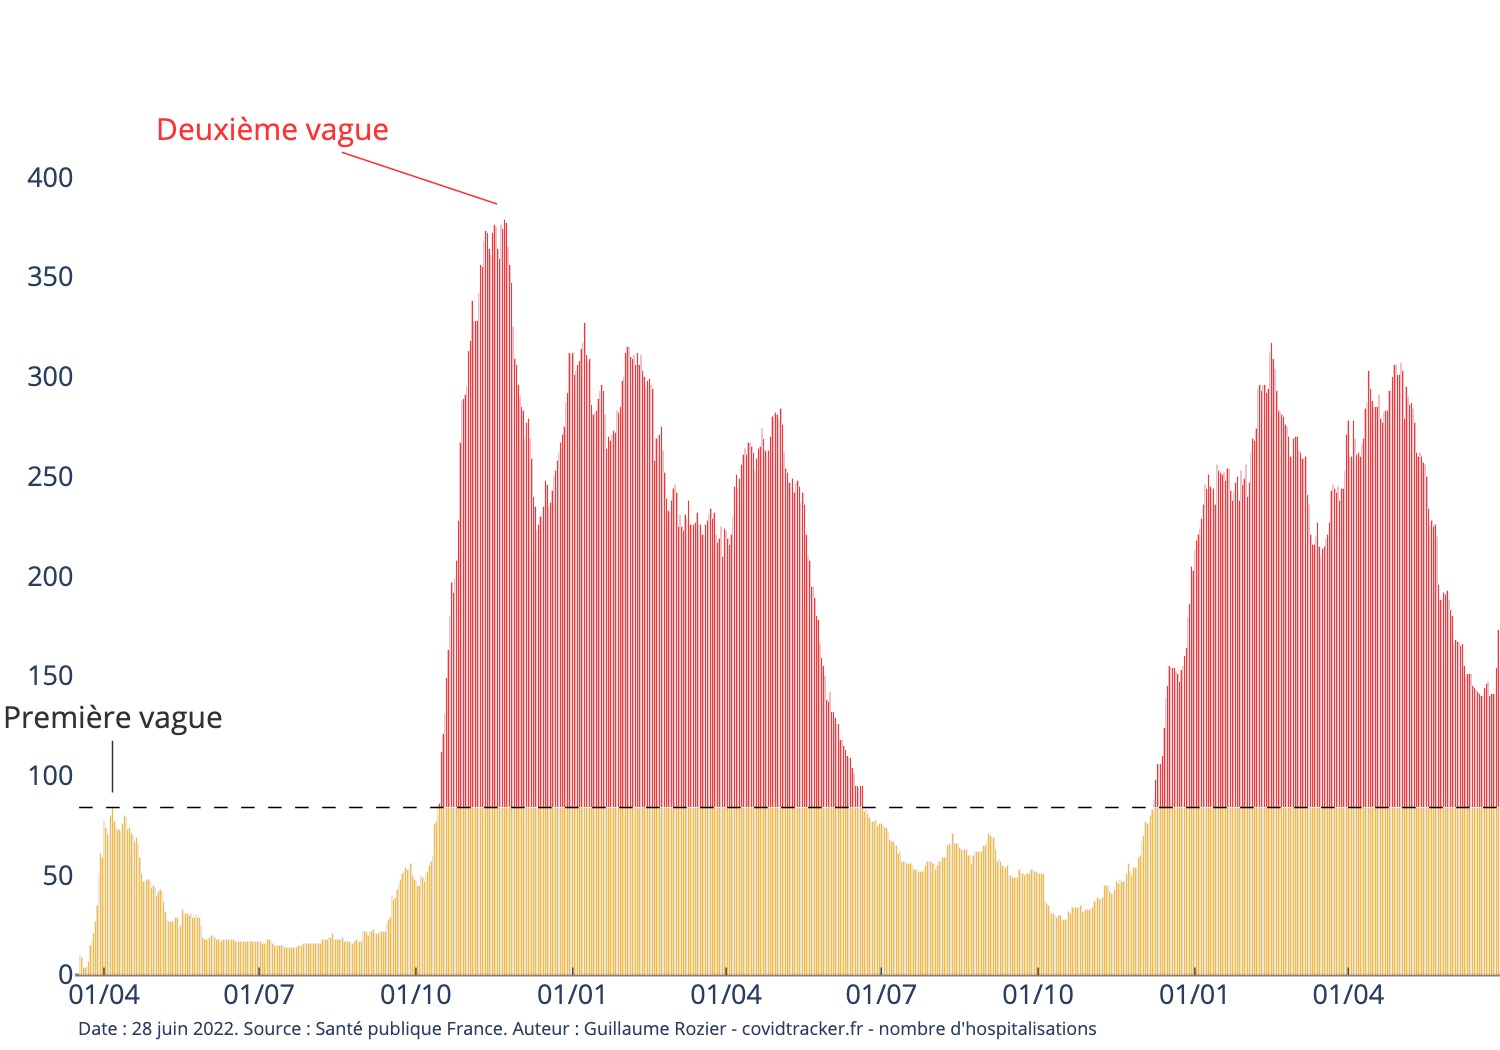 Deuxième vague
400
350
300
250
200
150
Première vague
100
50
0
01/04 01/07 01/10 01/01 01/04 01/07 01/10 01/01 01/04
Date : 28 juin 2022. Source : Santé publique France. Auteur : Guillaume Rozier - covidtracker.fr - nombre d'hospitalisations